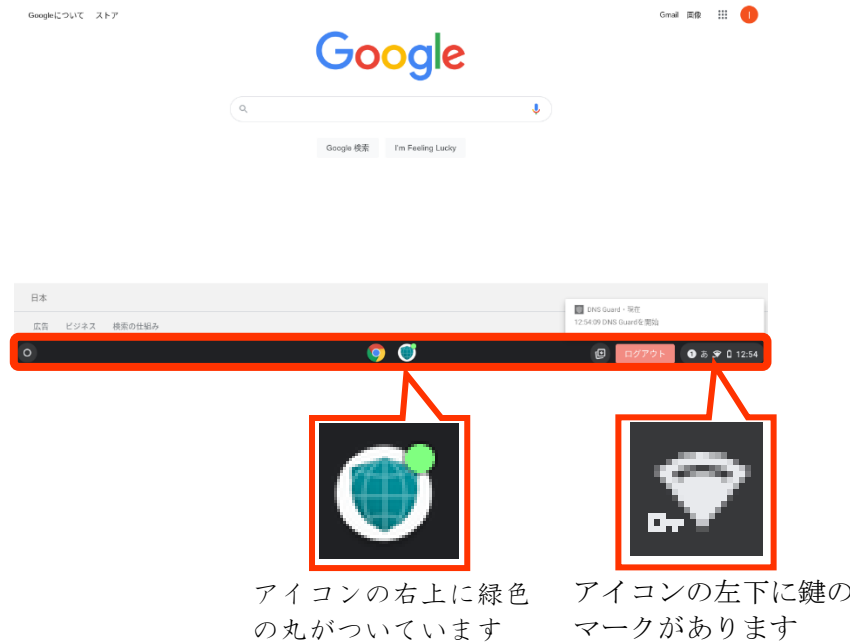 Googleについて ストア
Gmail 画像
I
Google
Google 検索 I'm Feeling Lucky
日本
広告 ビジネス 検索の仕組み
DNS Guard・現在
12:54:09 DNS Guardを開始
ログアウト 1 あ 12:54
アイコンの右上に緑色
の丸がついています
アイコンの左下に鍵の
マークがあります